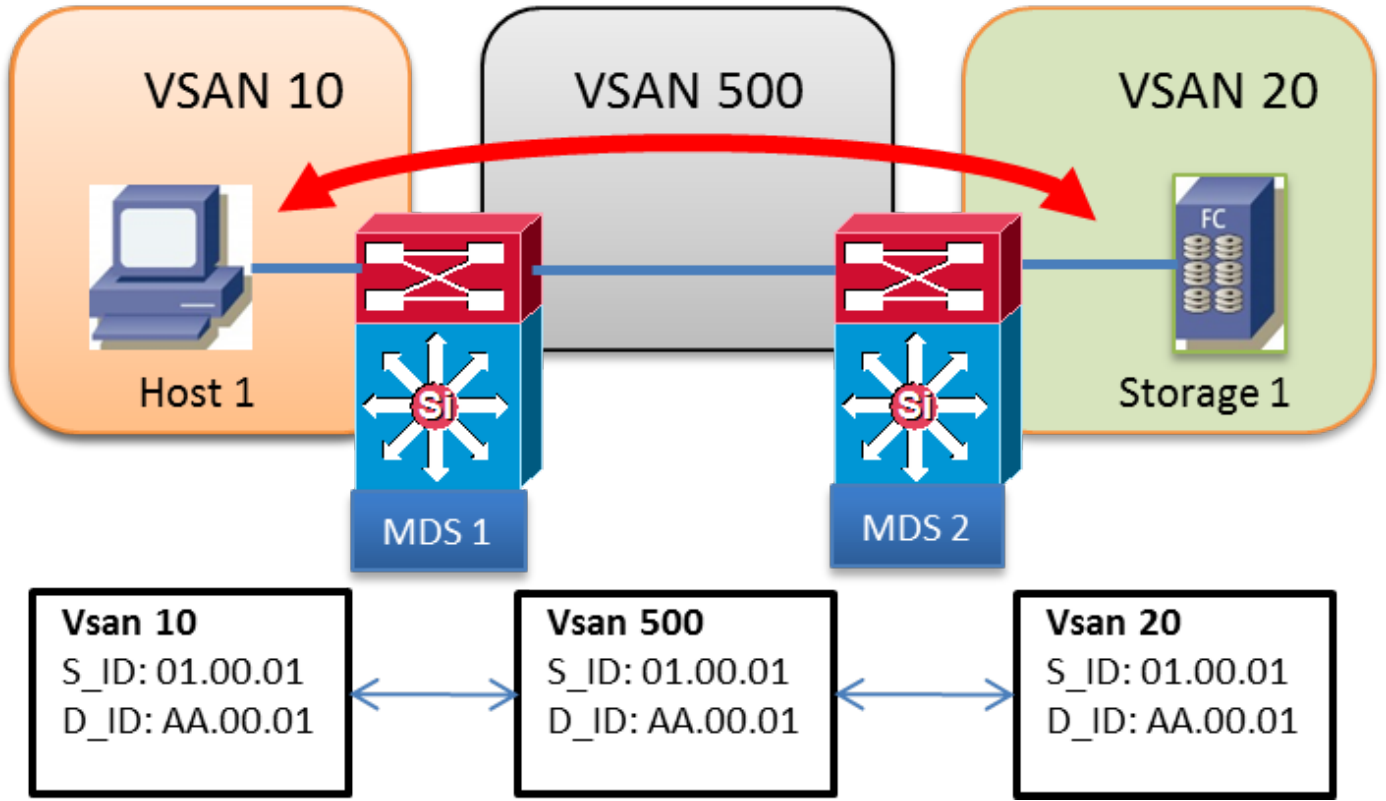 VSAN 10
VSAN 500
VSAN 20
FC
Host 1
Storage 1
Si
Si
MDS 1
MDS 2
Vsan 10
S_ID: 01.00.01
D_ID: AA.00.01
Vsan 500
S_ID: 01.00.01
D_ID: AA.00.01
Vsan 20
S_ID: 01.00.01
D_ID: AA.00.01